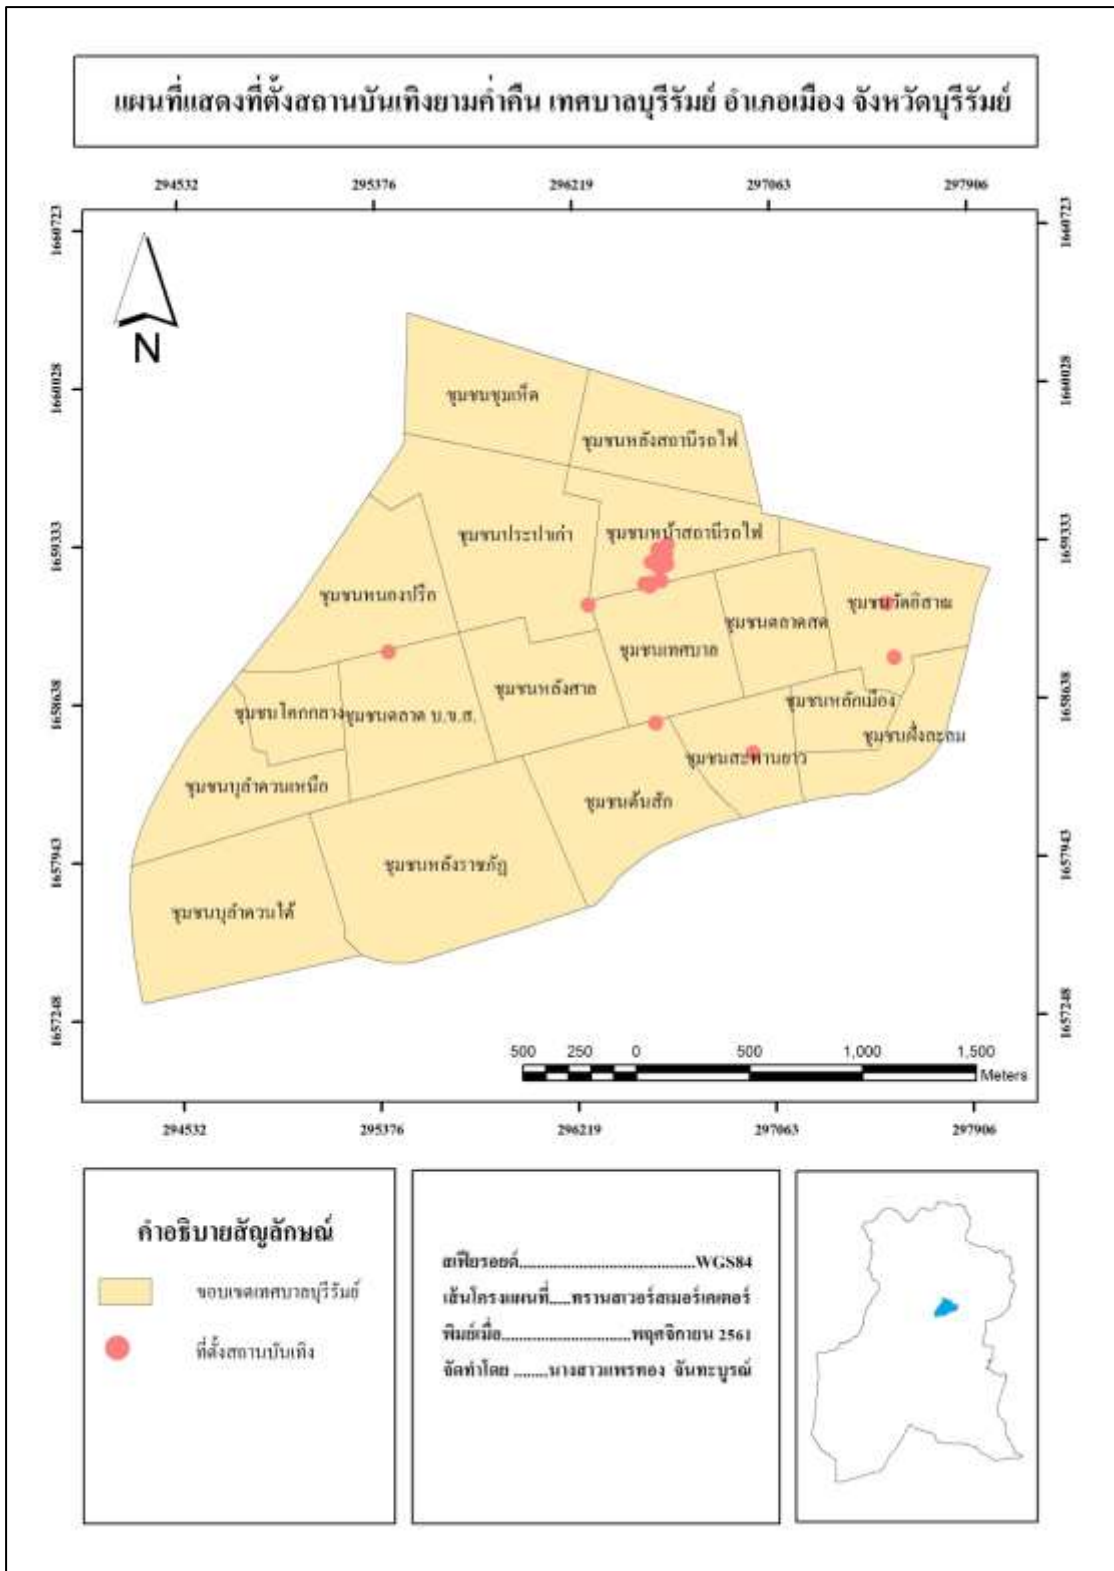 แผนที่แสดงที่ตั้งสถานบันเทิงยามค่ำคืน เทศบาลบุรีรัมย์ อำเภอเมือง จังหวัดบุรีรัมย์
294532 295376 296219 297063 297906
1660723 1660723
N
1660028 1660028
ชุมชนชุมเห็ด
ชุมชนหลังสถานีรถไฟ
1659333 1659333
ชุมชนประปาเก่า ชุมชนหน้าสถานีรถไฟ
ชุมชนหนองปรือ ชุมชนวัดอิสาณ
ชุมชนเทศบาล ชุมชนตลาดสด
1658638 1658638
ชุมชนหลังศาล ชุมชนหลักเมือง
ชุมชนโคกกลาง ชุมชนตลาด บ.ข.ส. ชุมชนฝั่งละลม
ชุมชนบุลำดวนเหนือ ชุมชนสะพานยาว
ชุมชนต้นสัก
1657943 1657943
ชุมชนหลังราชภัฏ
ชุมชนบุลำดวนใต้
1657248 1657248
500 250 0 500 1,000 1,500
Meters
294532 295376 296219 297063 297906
คำอธิบายสัญลักษณ์
ขอบเขตเทศบาลบุรีรัมย์
ที่ตั้งสถานบันเทิง
สเฟียรอยด์............................................WGS84
เส้นโครงแผนที่.....ทรานสเวอร์สเมอร์เคเตอร์
พิมพ์เมื่อ.................................พฤศจิกายน 2561
จัดทำโดย ........นางสาวแพรทอง จันทะบูรณ์